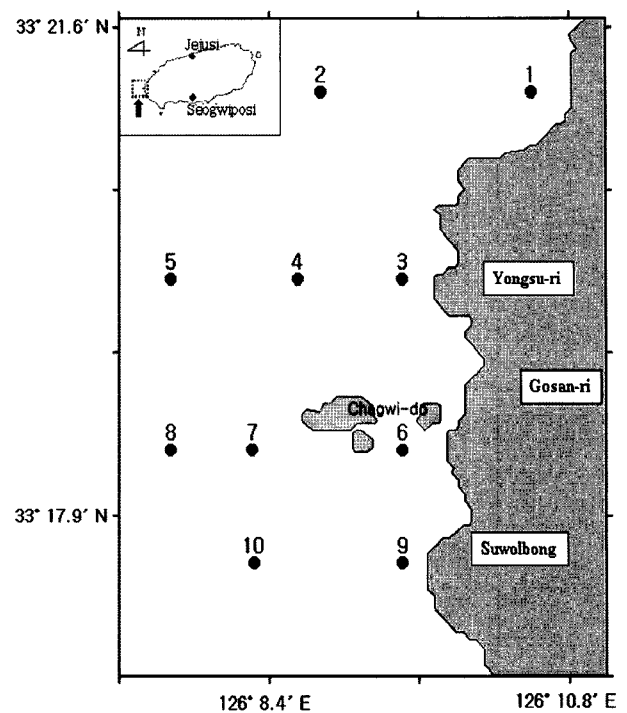 33° 21.6′ N
N
Jejusi
Seogwiposi
2
1
5
4
3
Yongsu-ri
Gosan-ri
Chagwi-do
8
7
6
33° 17.9′ N
10
9
Suwolbong
126° 8.4′ E
126° 10.8′ E